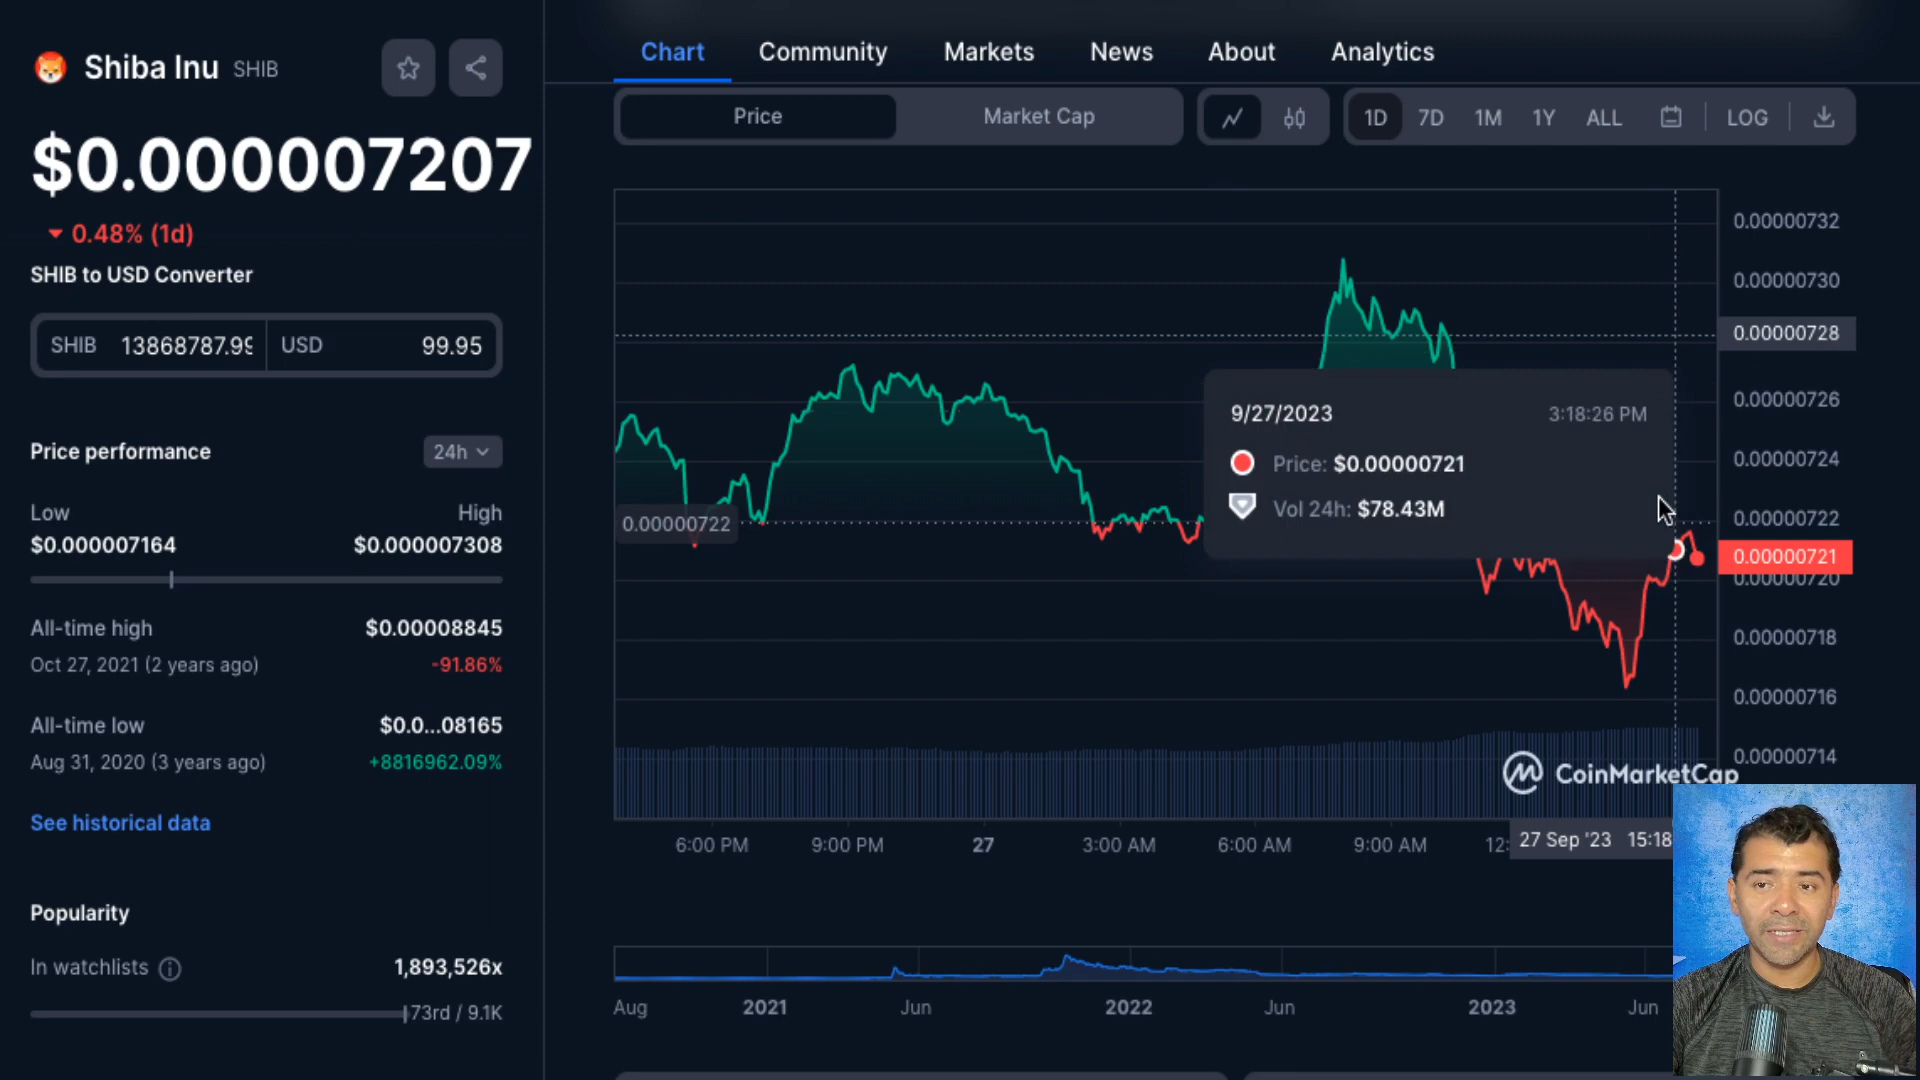 Shiba Inu SHIB
$0.000007207
0.48% (1d)
SHIB to USD Converter
SHIB 13868787.99 USD 99.95
Price performance 24h
Low High
$0.000007164 $0.000007308
All-time high $0.00008845
Oct 27, 2021 (2 years ago) -91.86%
All-time low $0.0...08165
Aug 31, 2020 (3 years ago) +8816962.09%
See historical data
Popularity
In watchlists 1,893,526x
73rd / 9.1K
Chart Community Markets News About Analytics
Price Market Cap 1D 7D 1M 1Y ALL LOG
0.00000732
0.00000730
0.00000728
0.00000726
0.00000724
0.00000722
0.00000721
0.00000720
0.00000718
0.00000716
0.00000714
0.00000722
9/27/2023 3:18:26 PM
Price: $0.00000721
Vol 24h: $78.43M
CoinMarketCap
6:00 PM 9:00 PM 27 3:00 AM 6:00 AM 9:00 AM 12: 27 Sep '23 15:18
Aug 2021 Jun 2022 Jun 2023 Jun